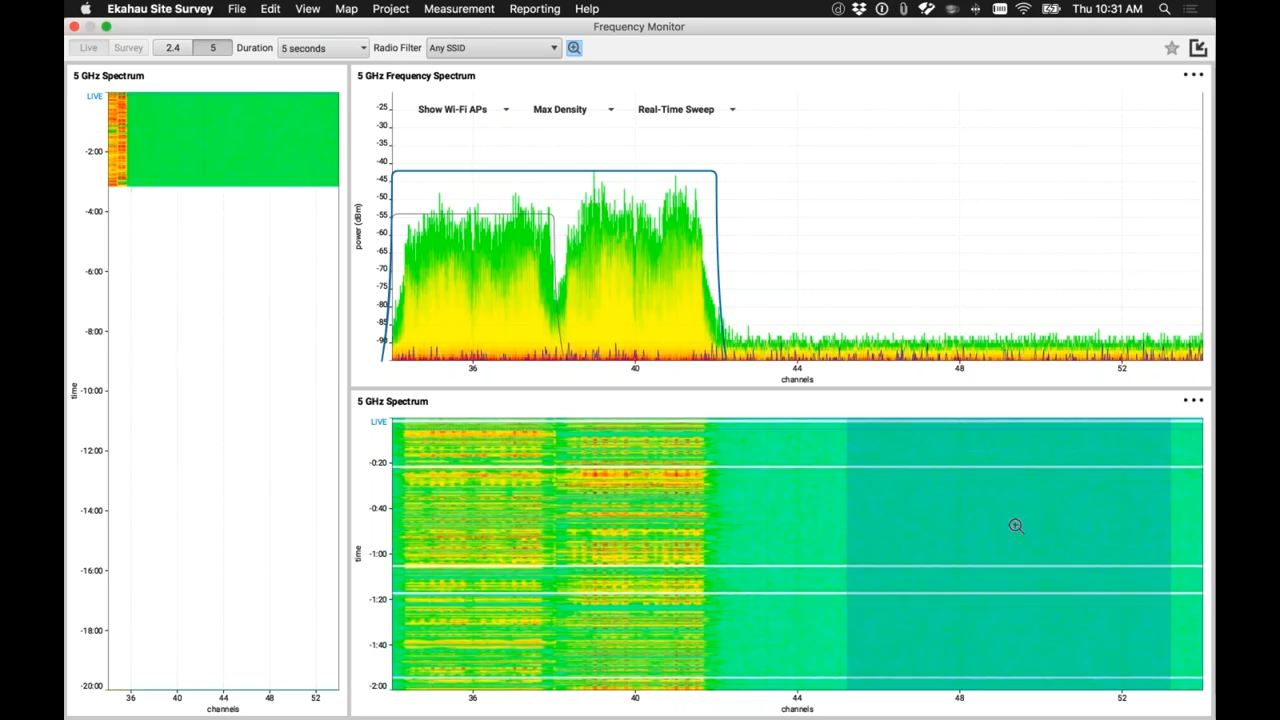 Ekahau Site Survey File Edit View Map Project Measurement Reporting Help Thu 10:31 AM
Frequency Monitor
Live Survey 2.4 5 Duration 5 seconds Radio Filter Any SSID
5 GHz Spectrum
LIVE
-2.00
-4.00
-6.00
-8.00
-10.00
-12.00
-14.00
-16.00
-18.00
-20.00
time
36 40 44 48 52
channels
5 GHz Frequency Spectrum
Show Wi-Fi APs Max Density Real-Time Sweep
-25
-30
-35
-40
-45
-50
-55
-60
-65
-70
-75
-80
-85
-90
power (dBm)
36 40 44 48 52
channels
5 GHz Spectrum
LIVE
-0.20
-0.40
-1.00
-1.20
-1.40
-2.00
time
36 40 44 48 52
channels